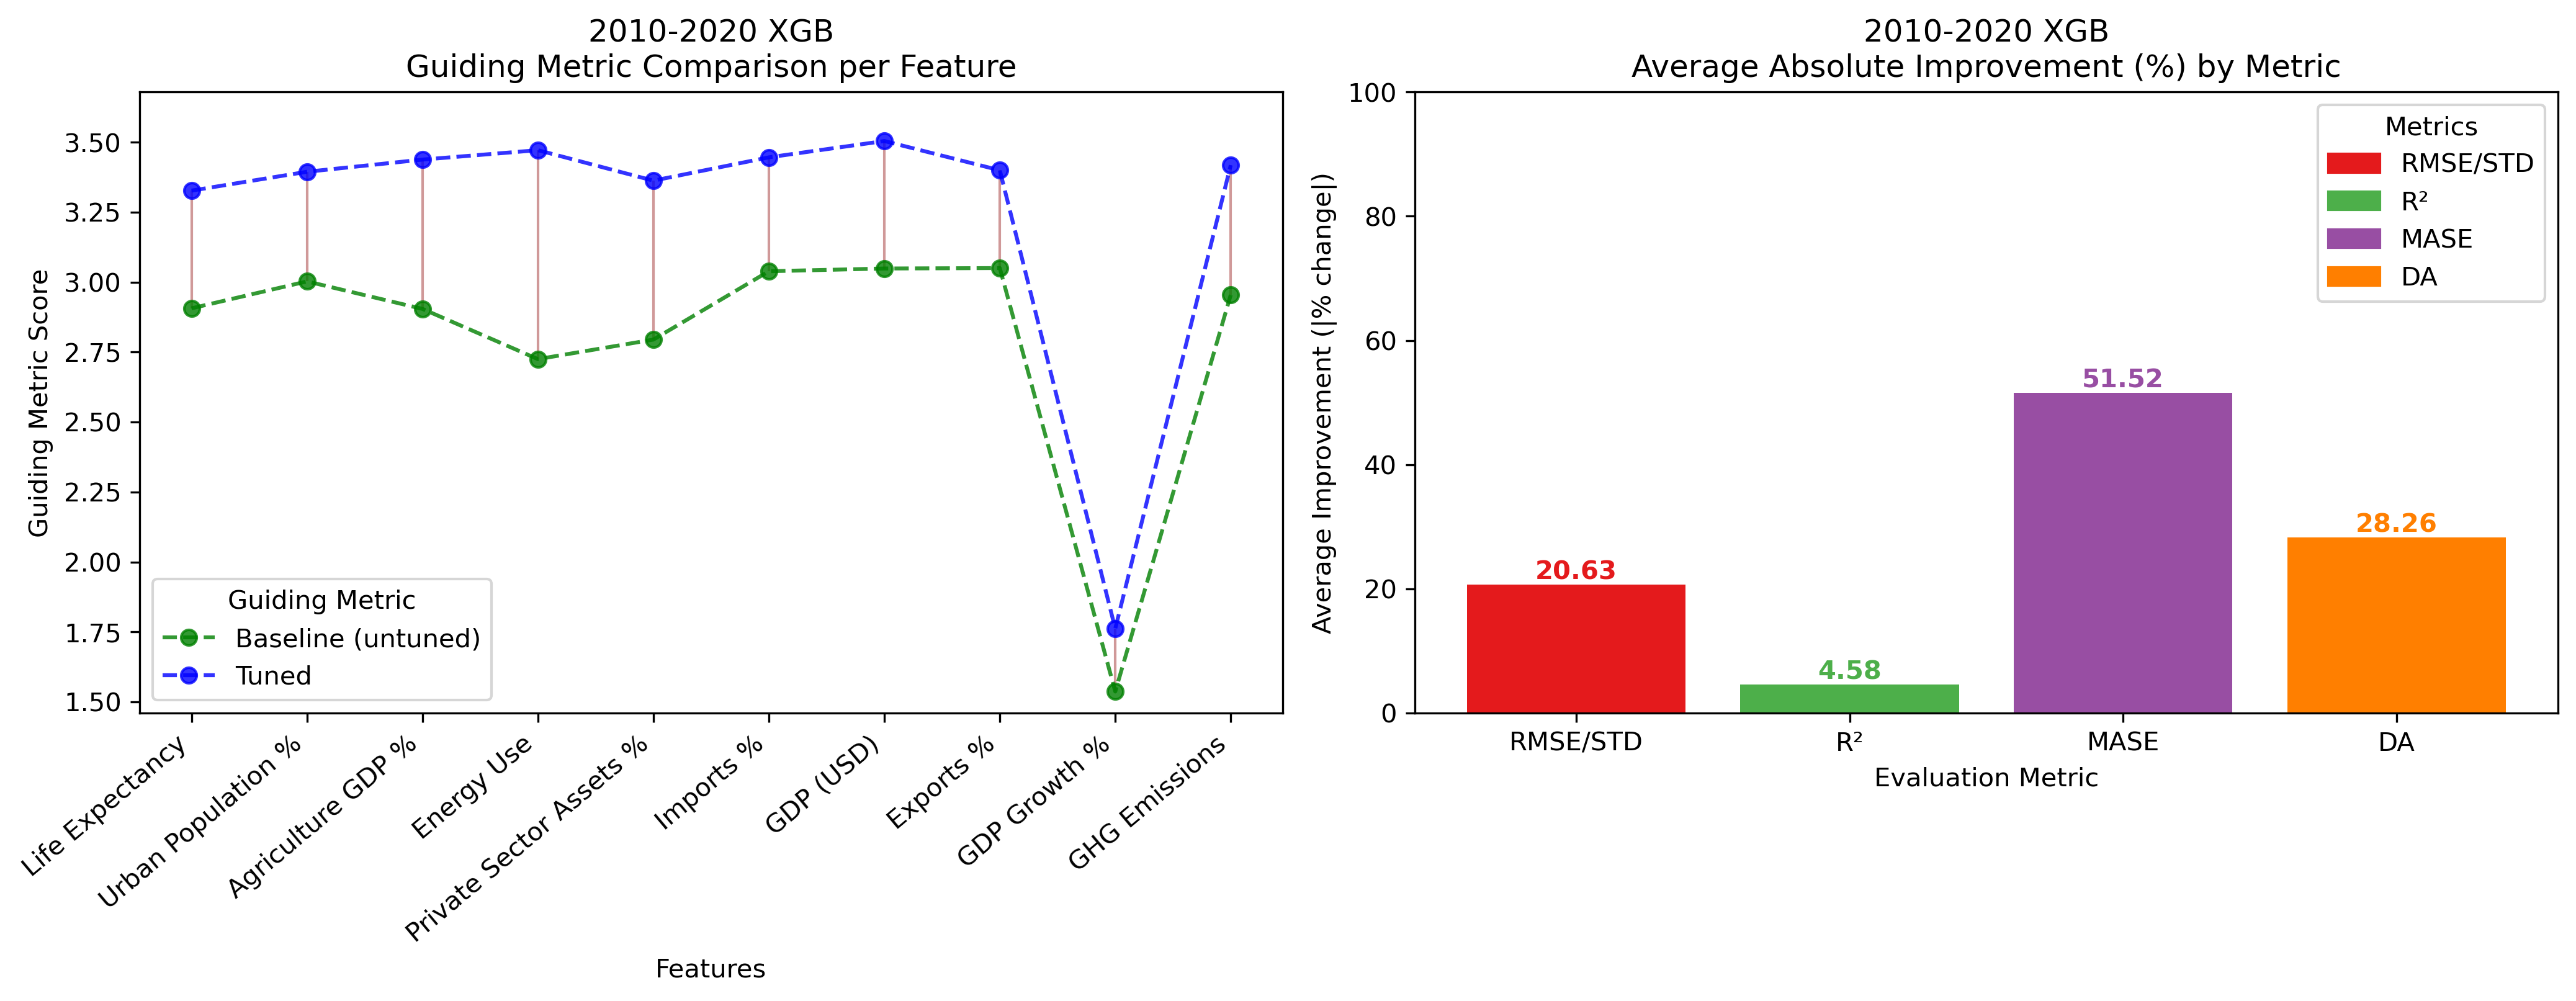 2010-2020 XGB
Guiding Metric Comparison per Feature
Guiding Metric Score
3.50
3.25
3.00
2.75
2.50
2.25
2.00
1.75
1.50
Guiding Metric
Baseline (untuned)
Tuned
Life Expectancy
Urban Population %
Agriculture GDP %
Energy Use
Private Sector Assets %
Imports %
GDP (USD)
Exports %
GDP Growth %
GHG Emissions
Features
2010-2020 XGB
Average Absolute Improvement (%) by Metric
Average Improvement (|% change|)
100
80
60
40
20
0
Metrics
RMSE/STD
R²
MASE
DA
20.63
4.58
51.52
28.26
RMSE/STD
R²
MASE
DA
Evaluation Metric